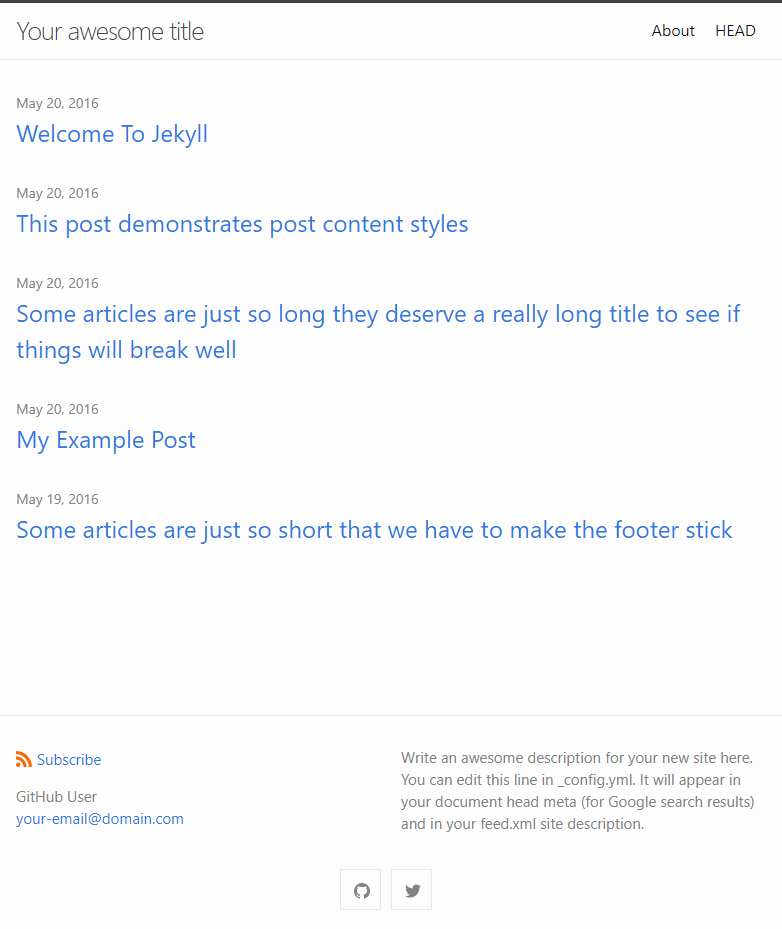 Your awesome title
About HEAD
May 20, 2016
Welcome To Jekyll
May 20, 2016
This post demonstrates post content styles
May 20, 2016
Some articles are just so long they deserve a really long title to see if
things will break well
May 20, 2016
My Example Post
May 19, 2016
Some articles are just so short that we have to make the footer stick
Subscribe
GitHub User
your-email@domain.com
Write an awesome description for your new site here.
You can edit this line in _config.yml. It will appear in
your document head meta (for Google search results)
and in your feed.xml site description.